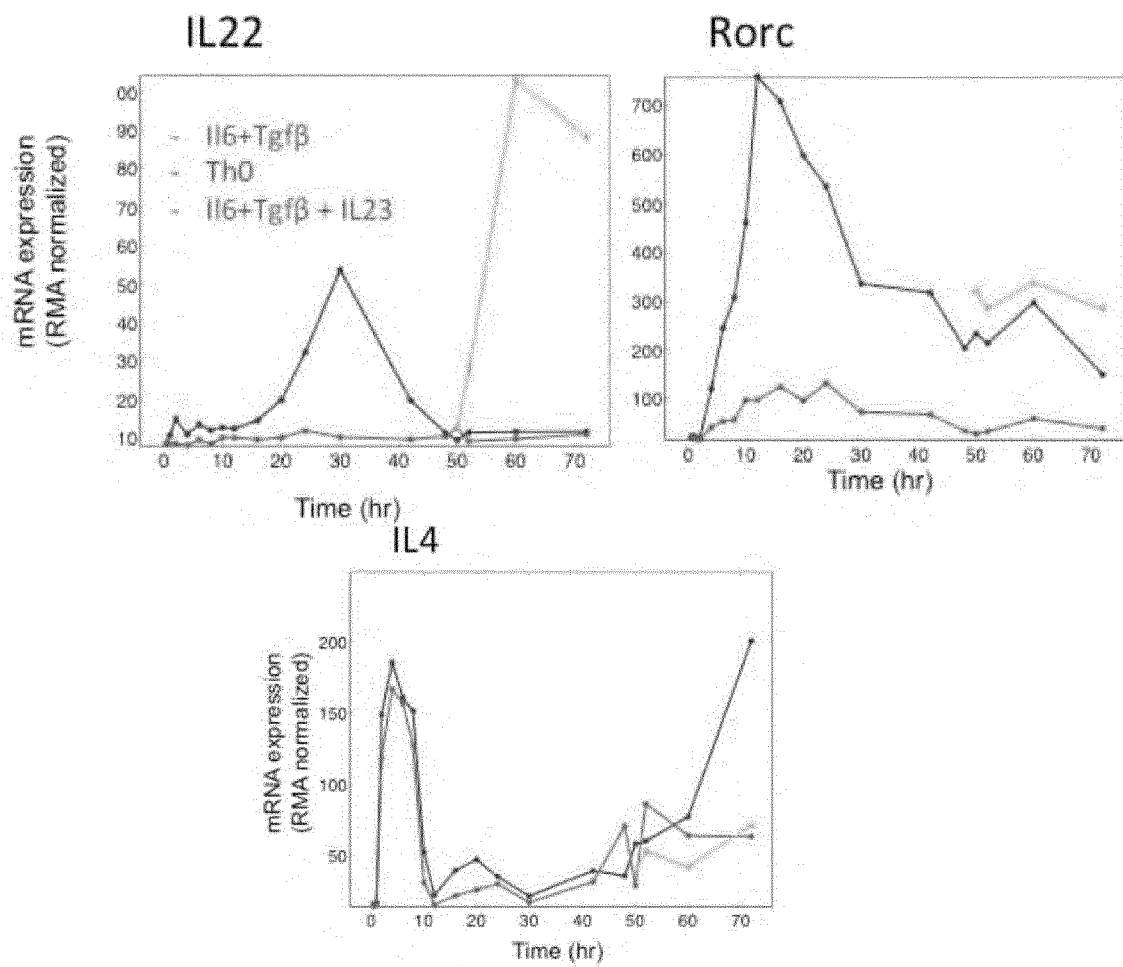 IL22
mRNA expression
(RMA normalized)
00
90
80
70
60
50
40
30
20
10
Il6+Tgfβ
Th0
Il6+Tgfβ + IL23
0 10 20 30 40 50 60 70
Time (hr)
Rorc
700
600
500
400
300
200
100
0 10 20 30 40 50 60 70
Time (hr)
IL4
mRNA expression
(RMA normalized)
200
150
100
50
0 10 20 30 40 50 60 70
Time (hr)